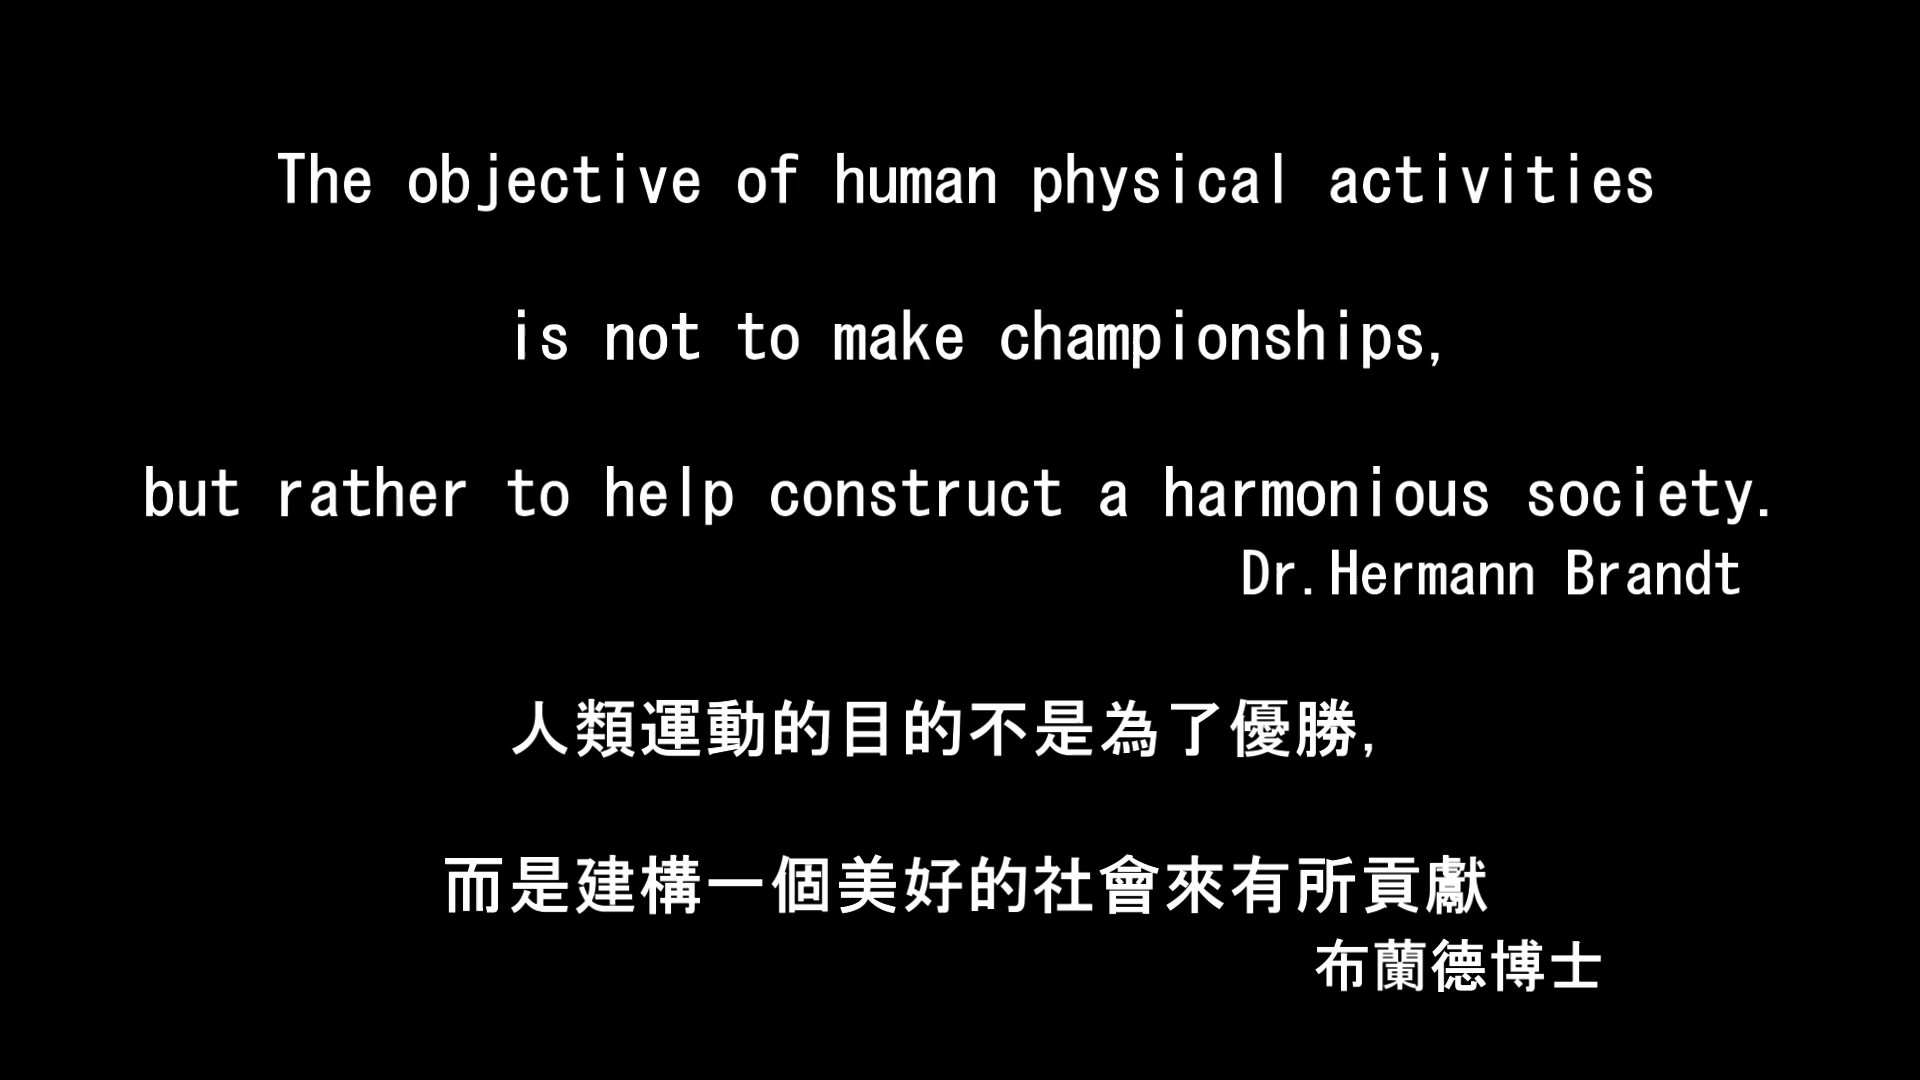 The objective of human physical activities
is not to make championships,
but rather to help construct a harmonious society.
Dr.Hermann Brandt
人類運動的目的不是為了優勝,
而是建構一個美好的社會來有所貢獻
布蘭德博士